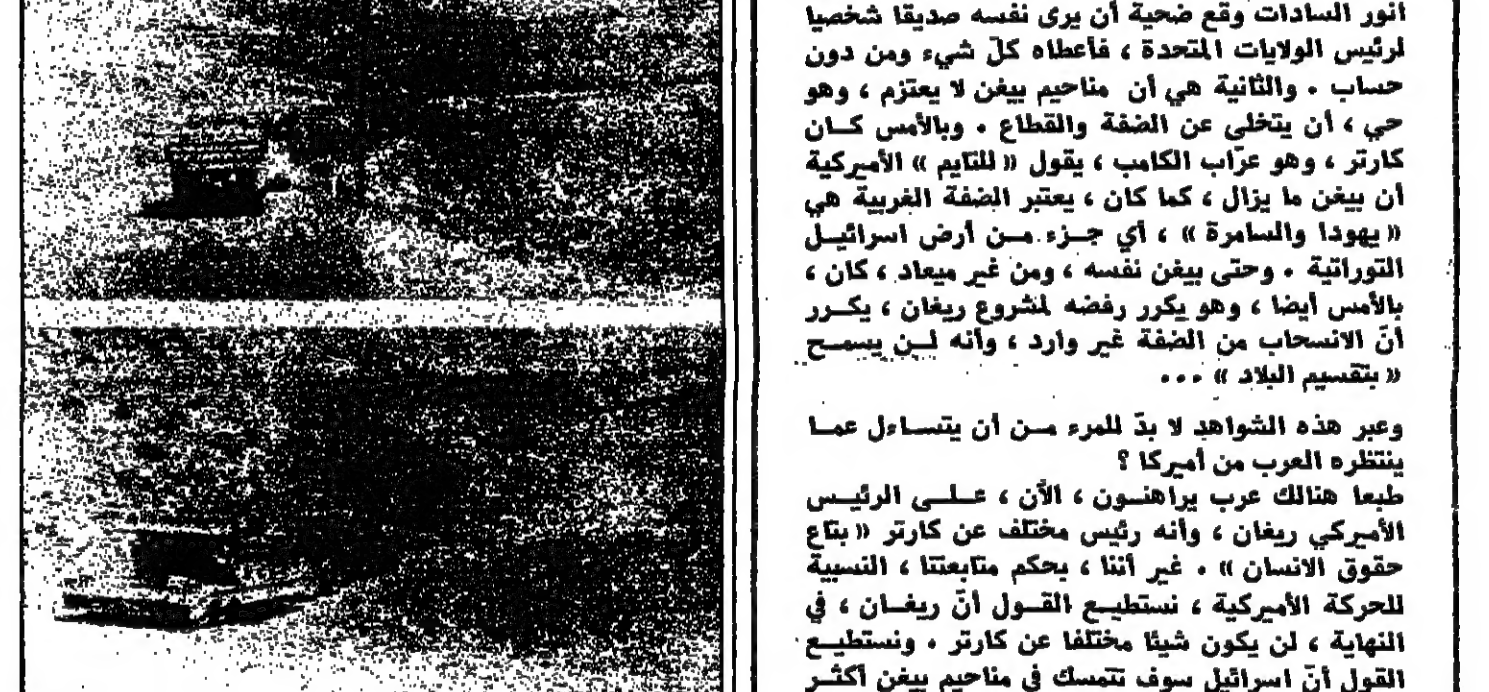 أنور السادات وقع ضحية أن يرى نفسه صديقا شخصيا
لرئيس الولايات المتحدة ، فأعطاه كلّ شيء ومن دون
حساب . والثانية هي أن مناحيم بيغن لا يعتزم ، وهو
حي ، أن يتخلى عن الضفة والقطاع . وبالأمس كان
كارتر ، وهو عرّاب الكامب ، يقول « للتايم » الأميركية
أن بيغن ما يزال ، كما كان ، يعتبر الضفة الغربية هي
« يهودا والسامرة » ، أي جزء من أرض اسرائيل
التوراتية . وحتى بيغن نفسه ، ومن غير ميعاد ، كان ،
بالأمس أيضا ، وهو يكرر رفضه لمشروع ريغان ، يكرر
أنّ الانسحاب من الضفة غير وارد ، وأنه لن يسمح
« بتقسيم البلاد » ...
وعبر هذه الشواهد لا بدّ للمرء من أن يتساءل عما
ينتظره العرب من أميركا ؟
طبعا هنالك عرب يراهنون ، الآن ، على الرئيس
الأميركي ريغان ، وأنه رئيس مختلف عن كارتر « بتاع
حقوق الانسان » . غير أننا ، بحكم متابعتنا ، النسبية
للحركة الأميركية ، نستطيع القول أنّ ريغان ، في
النهاية ، لن يكون شيئا مختلفا عن كارتر . ونستطيع
القول أنّ اسرائيل سوف تتمسك في مناحيم بيغن أكثر